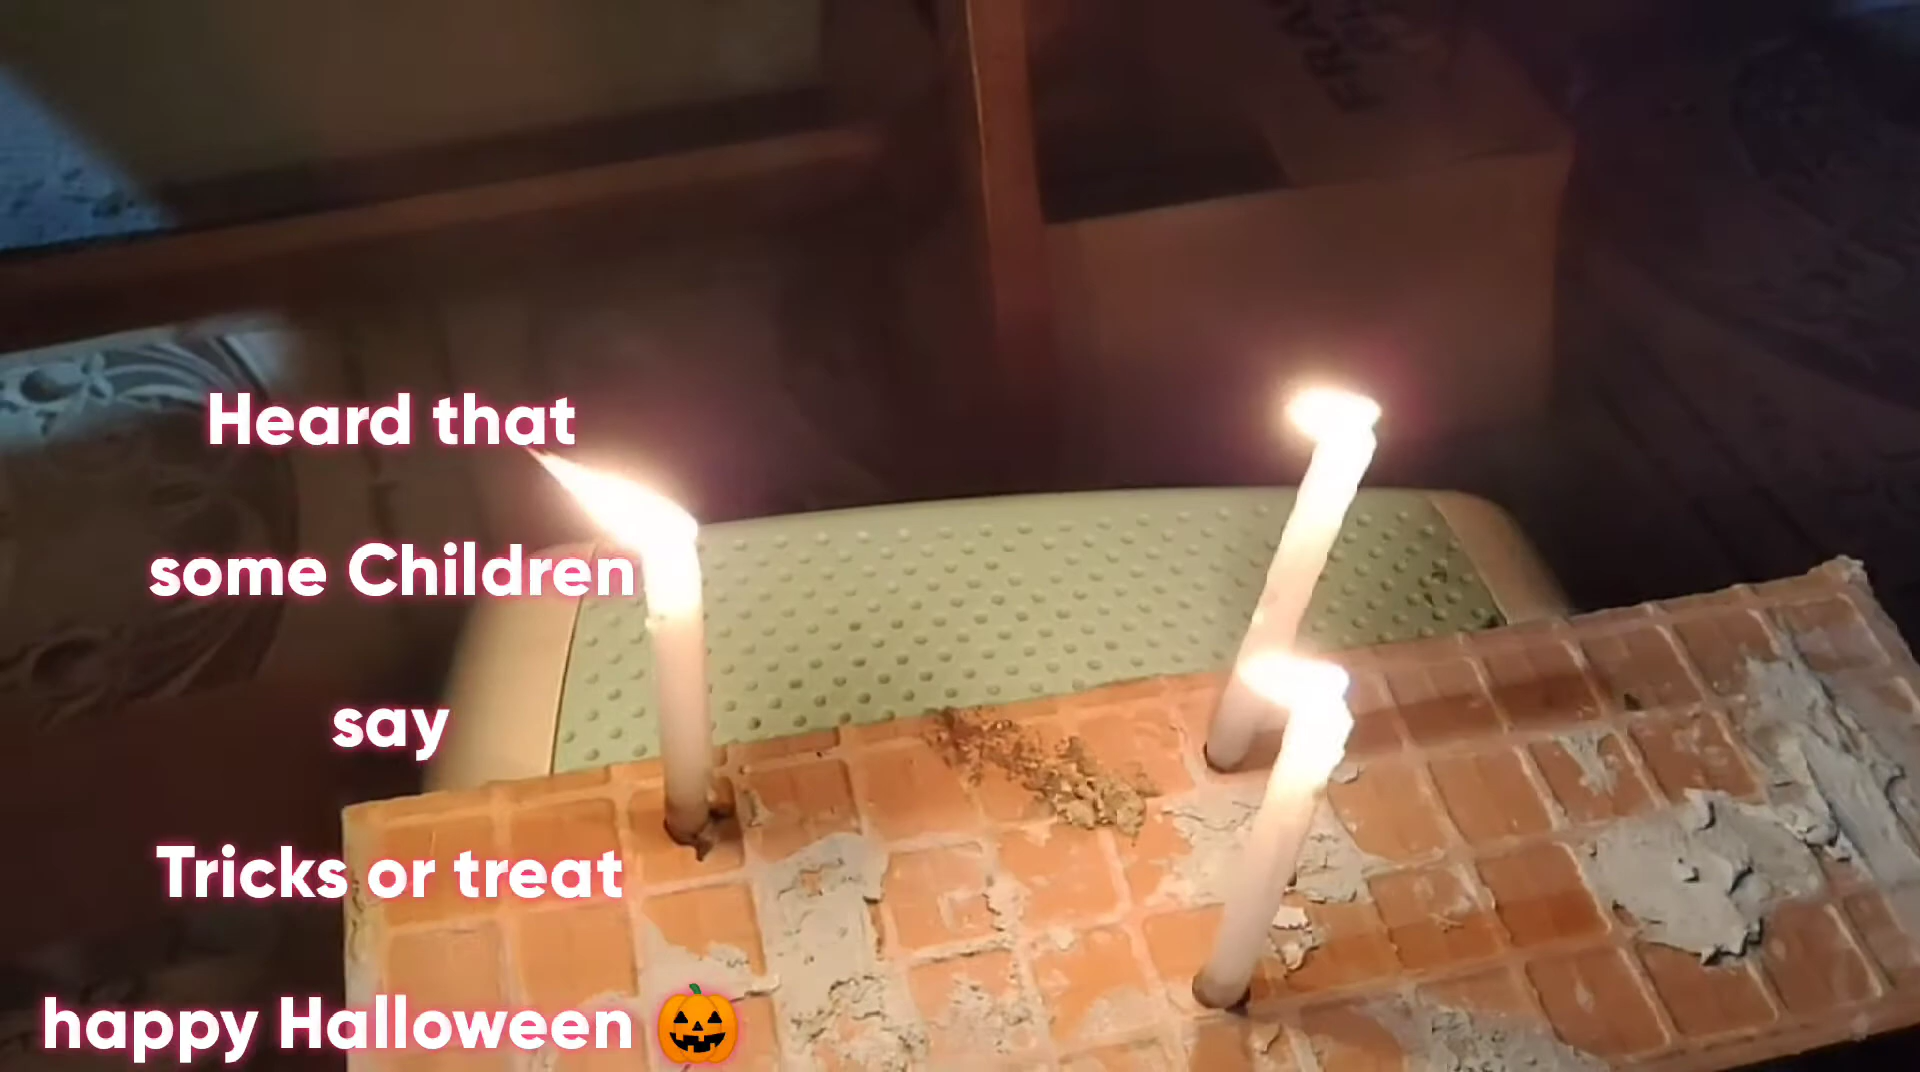 Heard that
some Children
say
Tricks or treat
happy Halloween 🎃